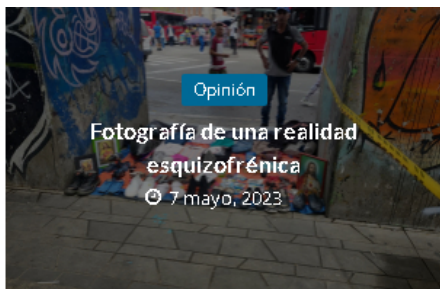 Opinión
Fotografía de una realidad
esquizofrénica
7 mayo, 2023